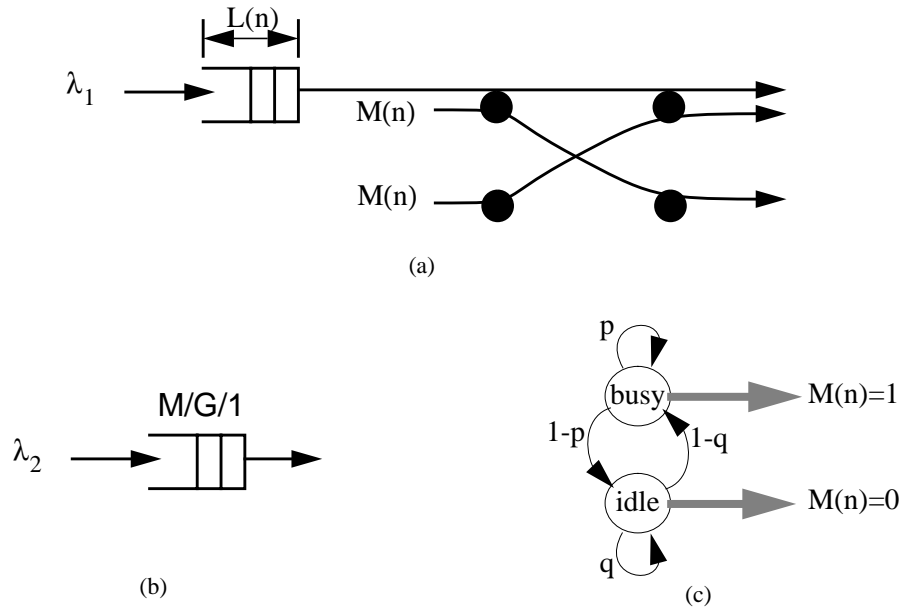 L(n)
λ1
M(n)
M(n)
(a)
M/G/1
λ2
(b)
p
busy
M(n)=1
1-p
1-q
idle
M(n)=0
q
(c)